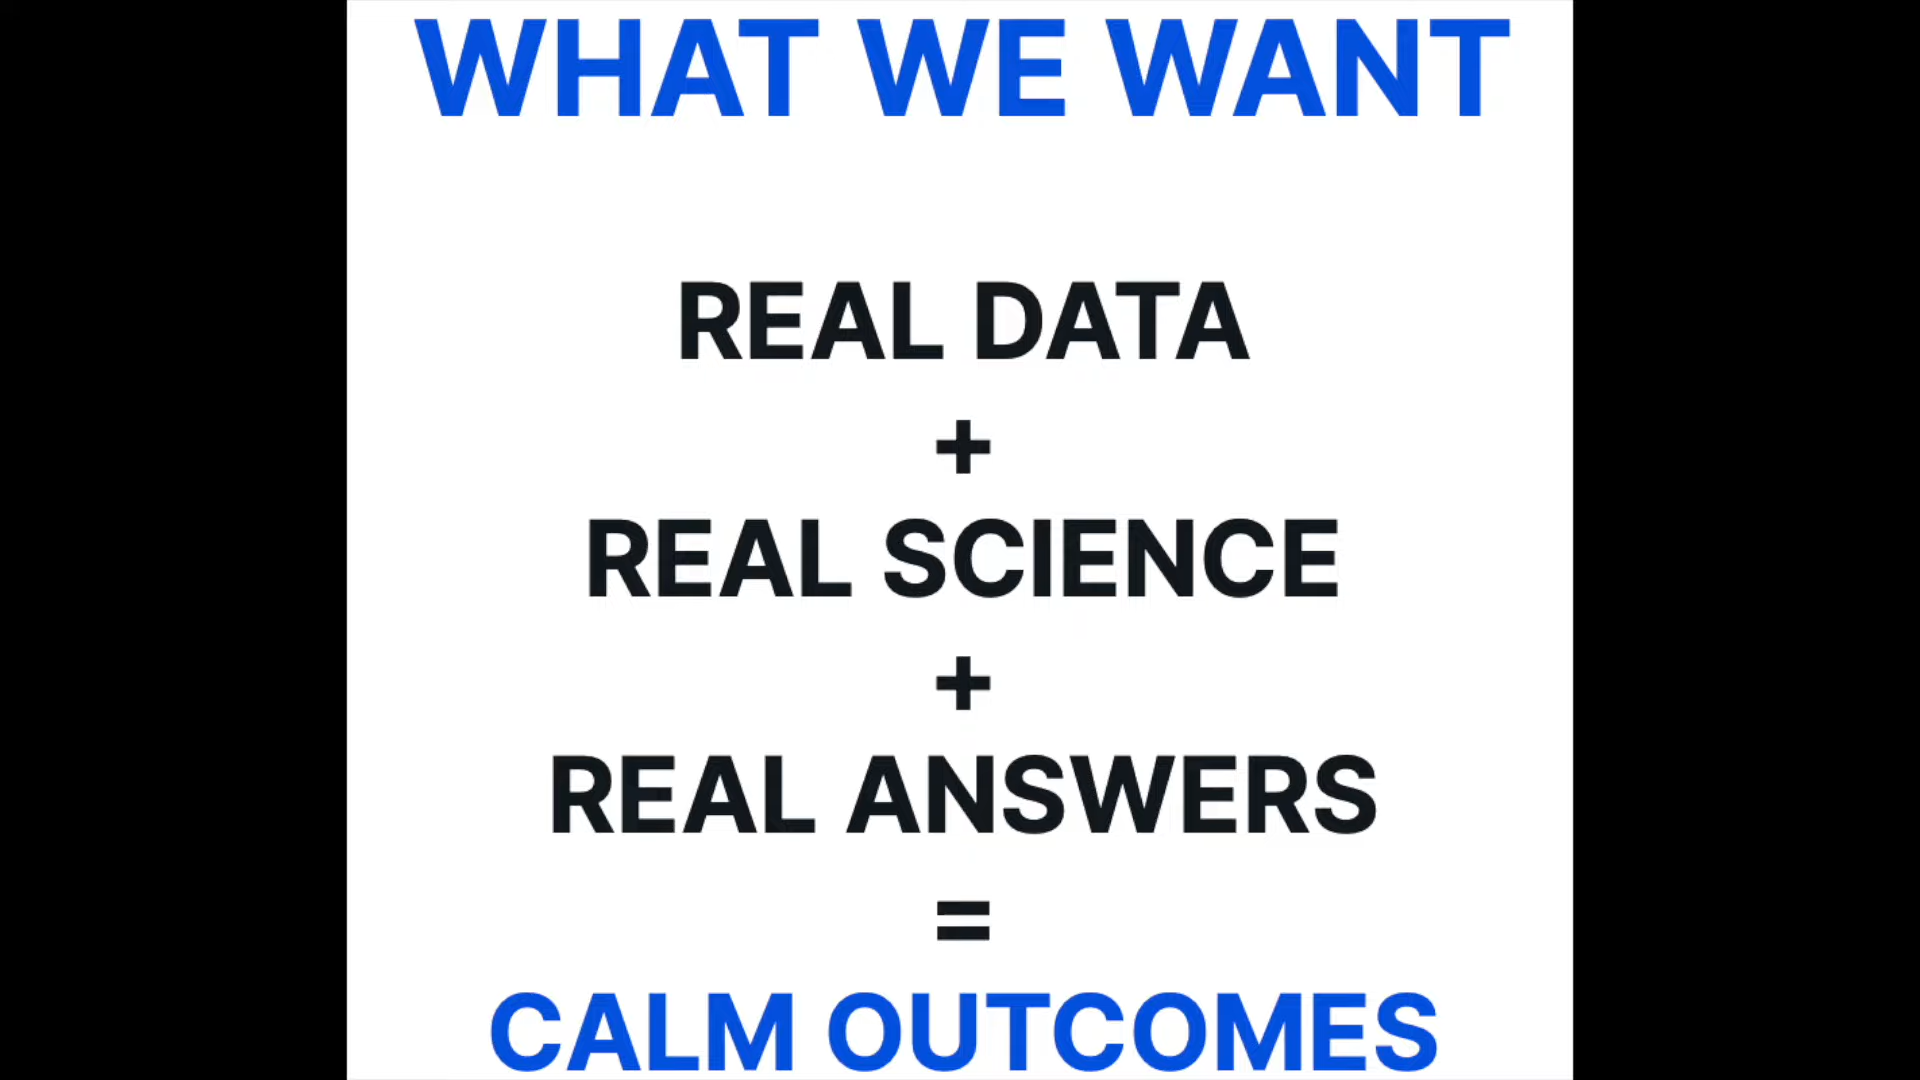 WHAT WE WANT
REAL DATA
+
REAL SCIENCE
+
REAL ANSWERS
=
CALM OUTCOMES